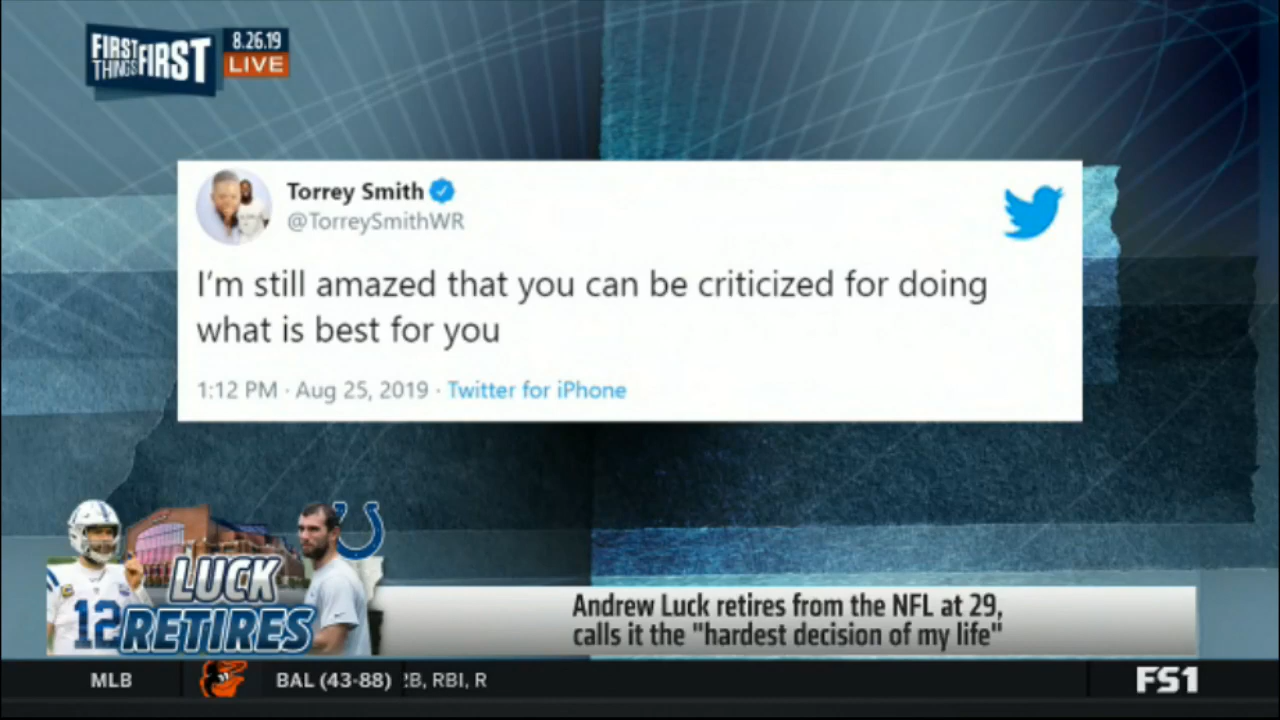 FIRST THINGS FIRST
8.26.19
LIVE
Torrey Smith
@TorreySmithWR
I'm still amazed that you can be criticized for doing
what is best for you
1:12 PM · Aug 25, 2019 · Twitter for iPhone
LUCK
12 RETIRES
Andrew Luck retires from the NFL at 29,
calls it the "hardest decision of my life"
MLB BAL (43-88) 2B, RBI, R FS1